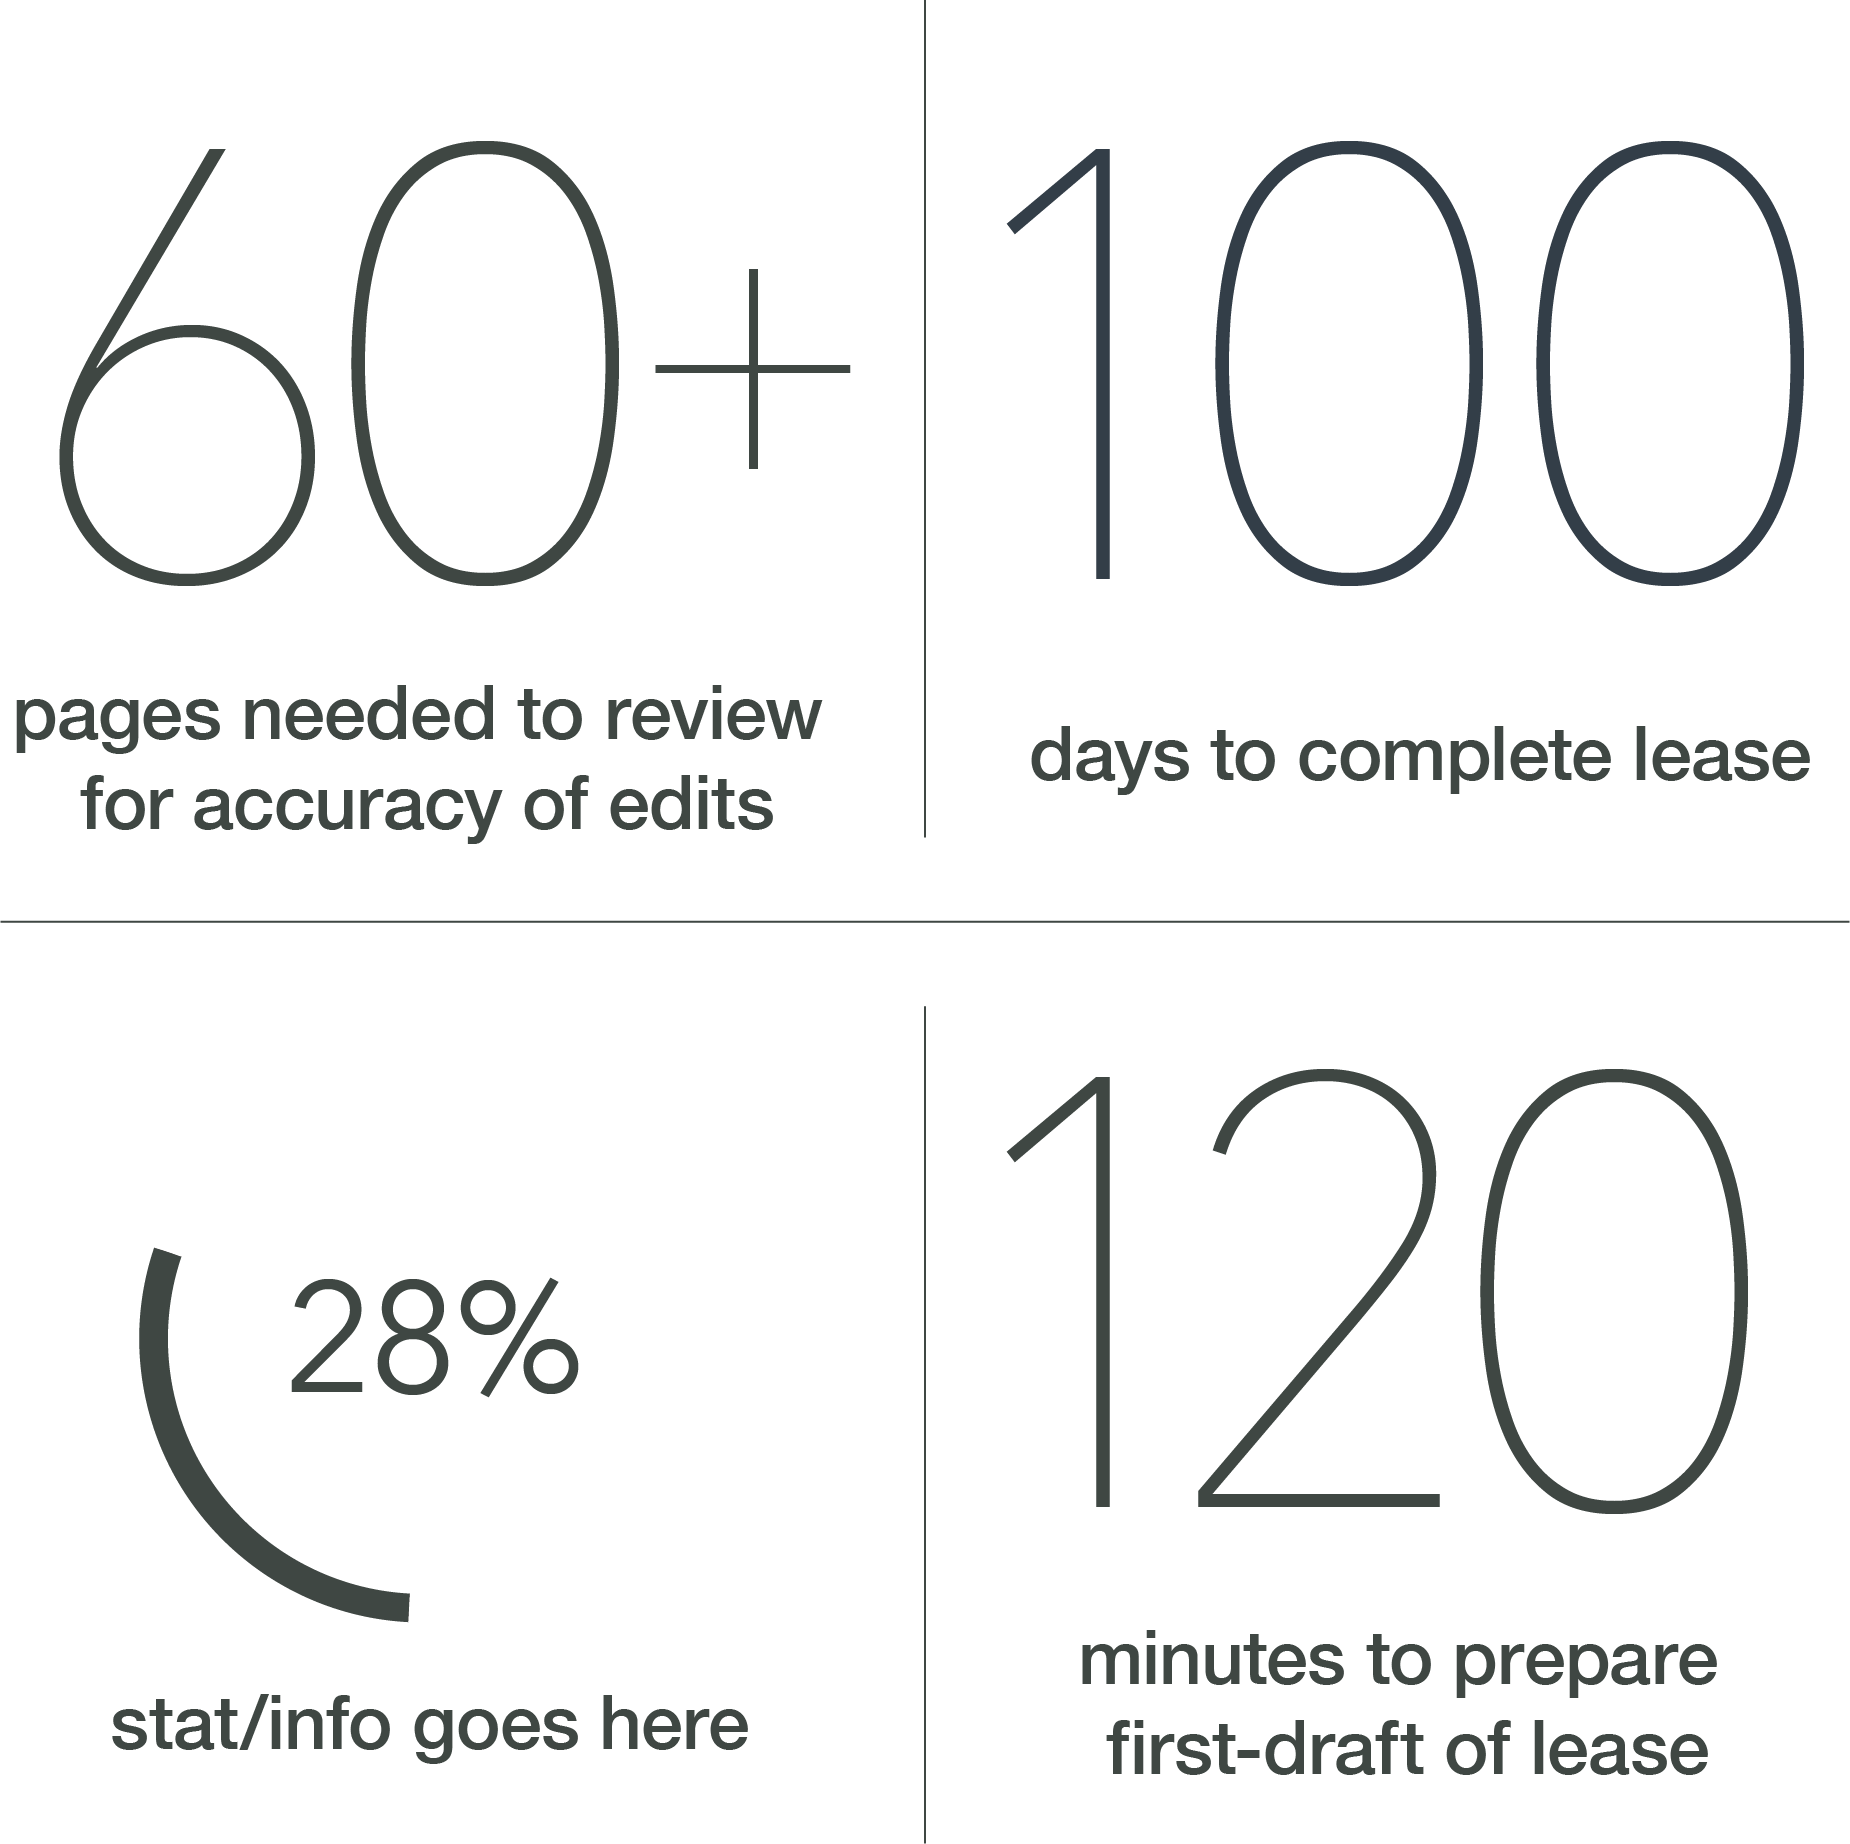 60+
pages needed to review
for accuracy of edits
100
days to complete lease
28%
stat/info goes here
120
minutes to prepare
first-draft of lease